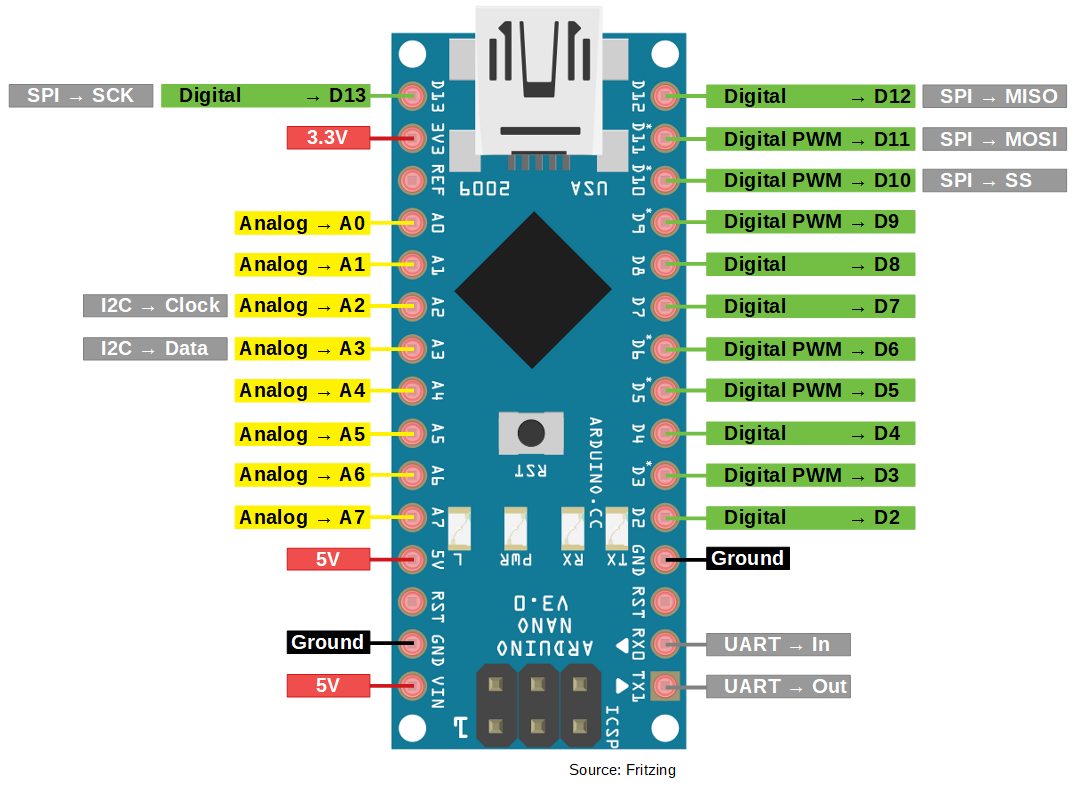 SPI → SCK Digital → D13 D13 D12 Digital → D12 SPI → MISO
3.3V 3V3 D11* Digital PWM → D11 SPI → MOSI
REF 2009 USA D10* Digital PWM → D10 SPI → SS
Analog → A0 A0 D9* Digital PWM → D9
Analog → A1 A1 D8 Digital → D8
I2C → Clock Analog → A2 A2 D7 Digital → D7
I2C → Data Analog → A3 A3 D6* Digital PWM → D6
Analog → A4 A4 D5* Digital PWM → D5
Analog → A5 A5 D4 Digital → D4
Analog → A6 A6 RST D3* Digital PWM → D3
ARDUINO.CC
Analog → A7 A7 D2 Digital → D2
5V 5V L PWR RX TX GND Ground
RST RST
Ground GND RX0 UART → In
ARDUINO
NANO
V3.0
5V VIN TX1 UART → Out
1 ICSP
Source: Fritzing